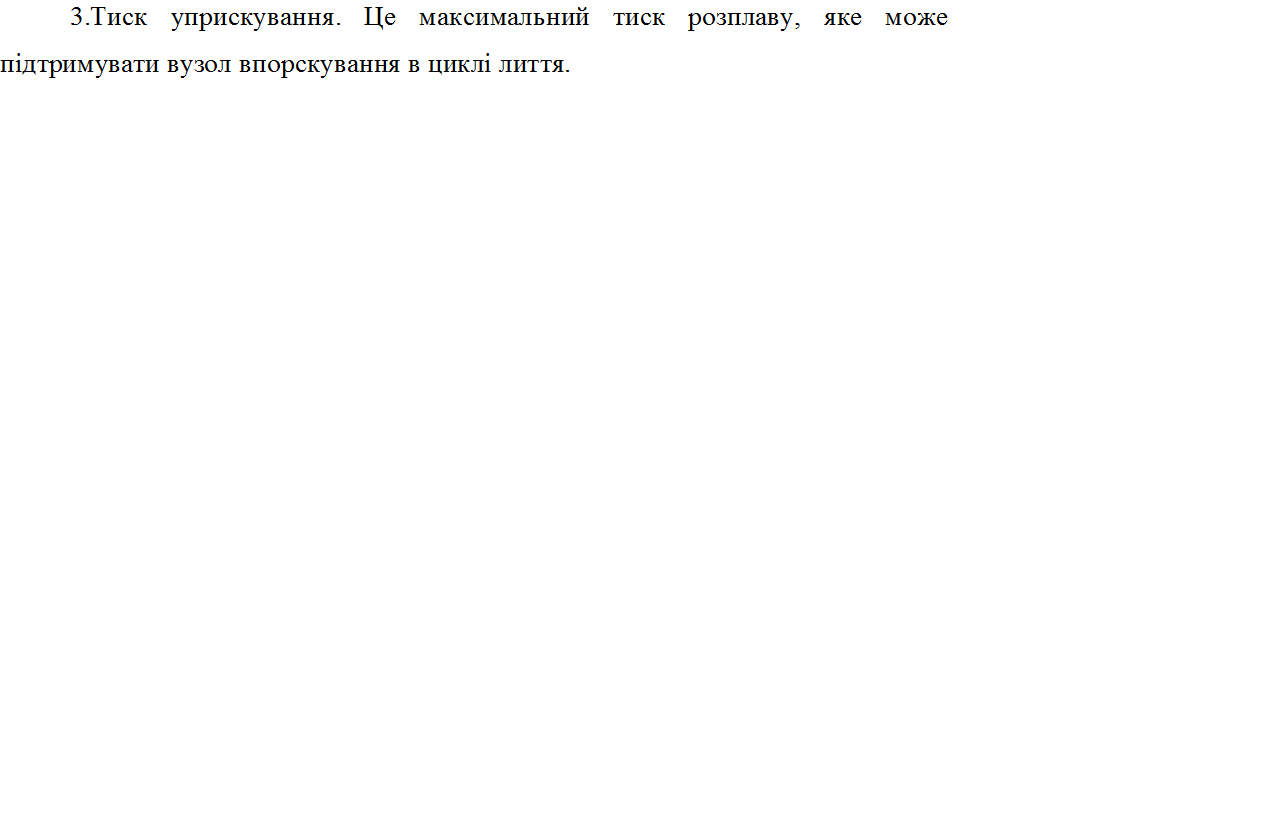 3.Тиск уприскування. Це максимальний тиск розплаву, яке може
підтримувати вузол впорскування в циклі лиття.